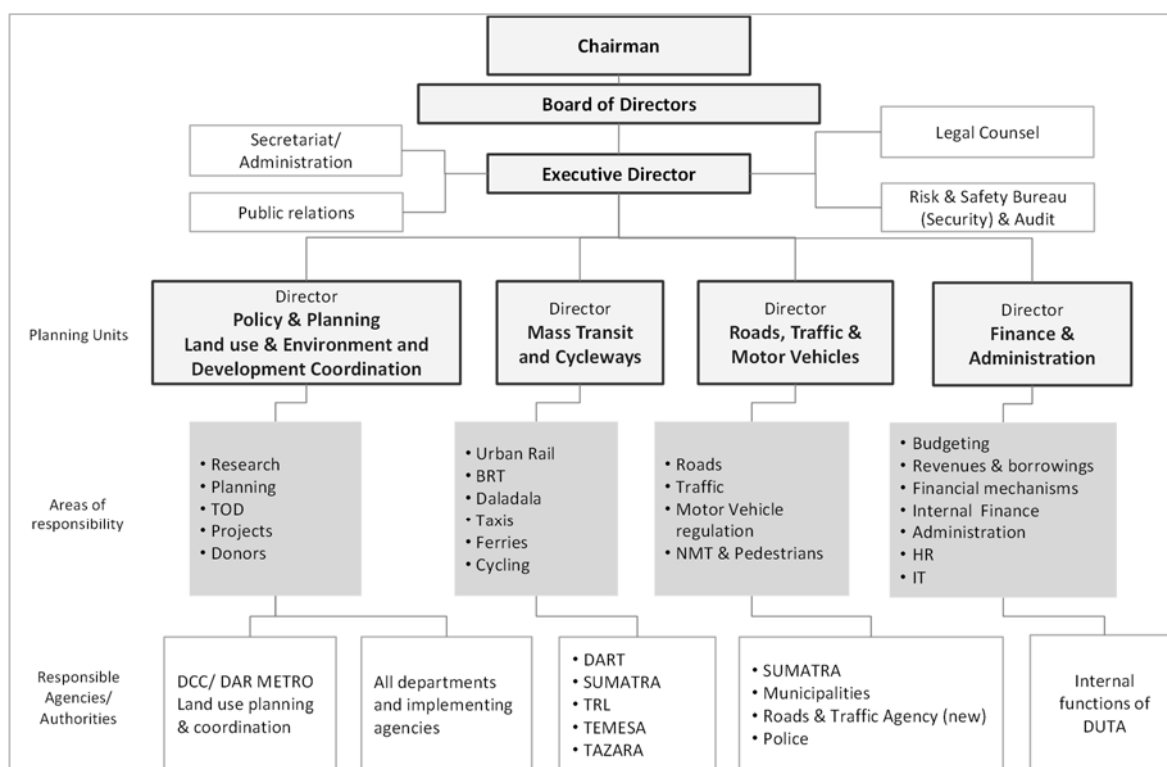 Chairman
Board of Directors
Secretariat/
Administration
Legal Counsel
Executive Director
Public relations
Risk & Safety Bureau
(Security) & Audit
Planning Units
Director
Policy & Planning
Land use & Environment and
Development Coordination
Director
Mass Transit
and Cycleways
Director
Roads, Traffic &
Motor Vehicles
Director
Finance &
Administration
Areas of
responsibility
• Research
• Planning
• TOD
• Projects
• Donors
• Urban Rail
• BRT
• Daladala
• Taxis
• Ferries
• Cycling
• Roads
• Traffic
• Motor Vehicle
regulation
• NMT & Pedestrians
• Budgeting
• Revenues & borrowings
• Financial mechanisms
• Internal Finance
• Administration
• HR
• IT
Responsible
Agencies/
Authorities
DCC/ DAR METRO
Land use planning
& coordination
All departments
and implementing
agencies
• DART
• SUMATRA
• TRL
• TEMESA
• TAZARA
• SUMATRA
• Municipalities
• Roads & Traffic Agency (new)
• Police
Internal
functions of
DUTA